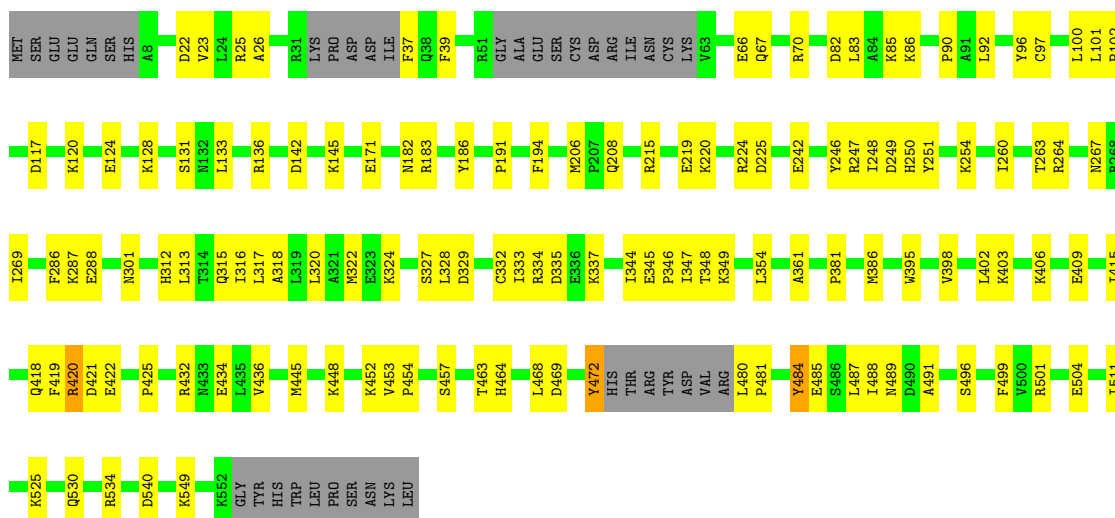 MET SER GLU GLU GLU GLN SER HIS A8 D22 V23 L24 R25 A26 R31 LYS PRO ASP ASP ILE F37 Q38 F39 R51 GLY ALA GLU SER CYS ASP ARG ILE ASN CYS LYS V63 E66 Q67 R70 D82 L83 A84 K85 K86 P90 A91 L92 Y96 C97 L100 L101
D117 K120 E124 K128 S131 N132 L133 R136 D142 K145 E171 N182 R183 Y186 P191 F194 M206 P207 Q208 R215 E219 K220 R224 D225 E242 Y246 R247 I248 D249 H250 Y251 K254 I260 T263 R264 N267
I269 F286 K287 E288 N301 H312 L313 T314 Q315 I316 L317 A318 L319 L320 A321 M322 E323 K324 S327 L328 D329 C332 I333 R334 D335 E336 K337 I344 E345 P346 I347 T348 K349 L354 A361 P381 M386 W395 V398 L402 K403 K406 E409
Q418 F419 R420 D421 E422 P425 R432 N433 E434 L435 V436 M445 K448 K452 V453 P454 S457 T463 H464 L468 D469 Y472 HIS THR ARG TYR ASP VAL ARG L480 P481 Y484 E485 S486 L487 I488 N489 D490 A491 S496 F499 V500 R501 E504
K525 Q530 R534 D540 K549 K552 GLY TYR HIS TRP LEU PRO SER ASN LYS LEU